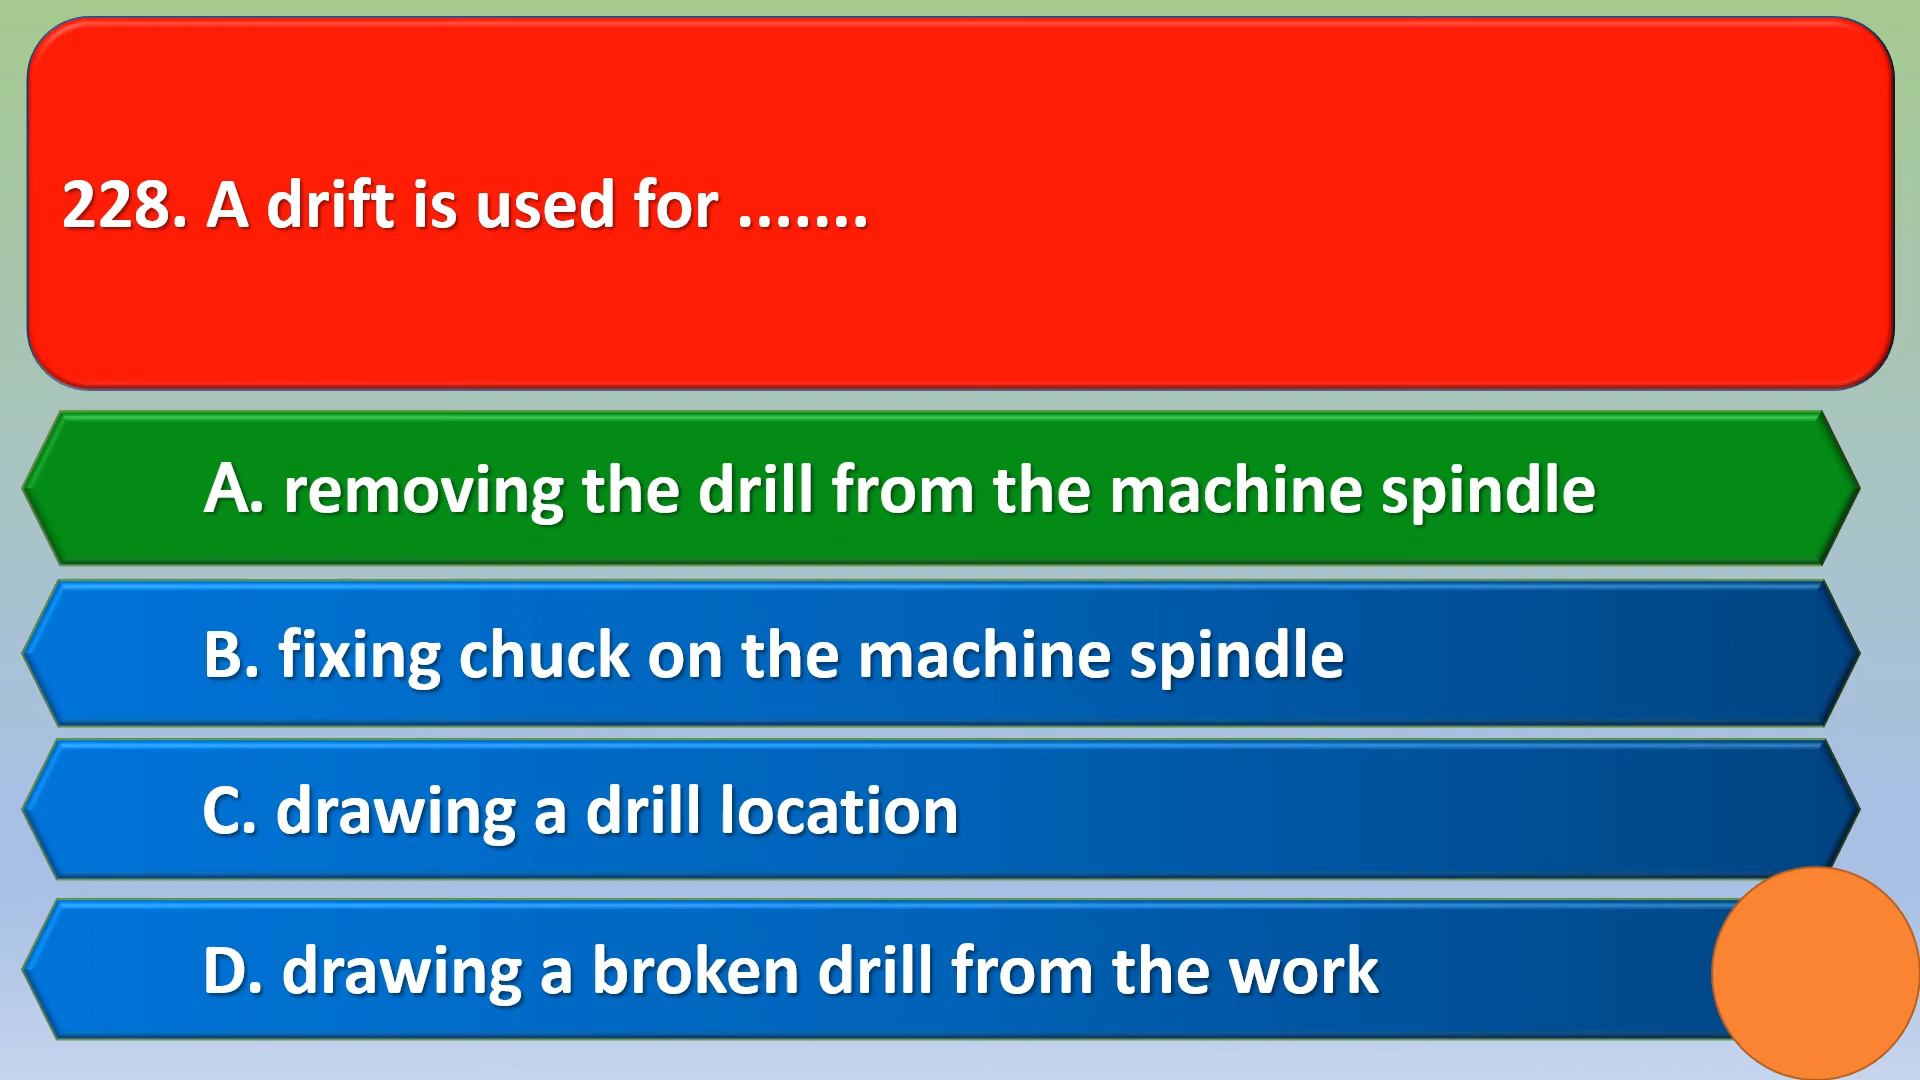 228. A drift is used for .......
A. removing the drill from the machine spindle
B. fixing chuck on the machine spindle
C. drawing a drill location
D. drawing a broken drill from the work